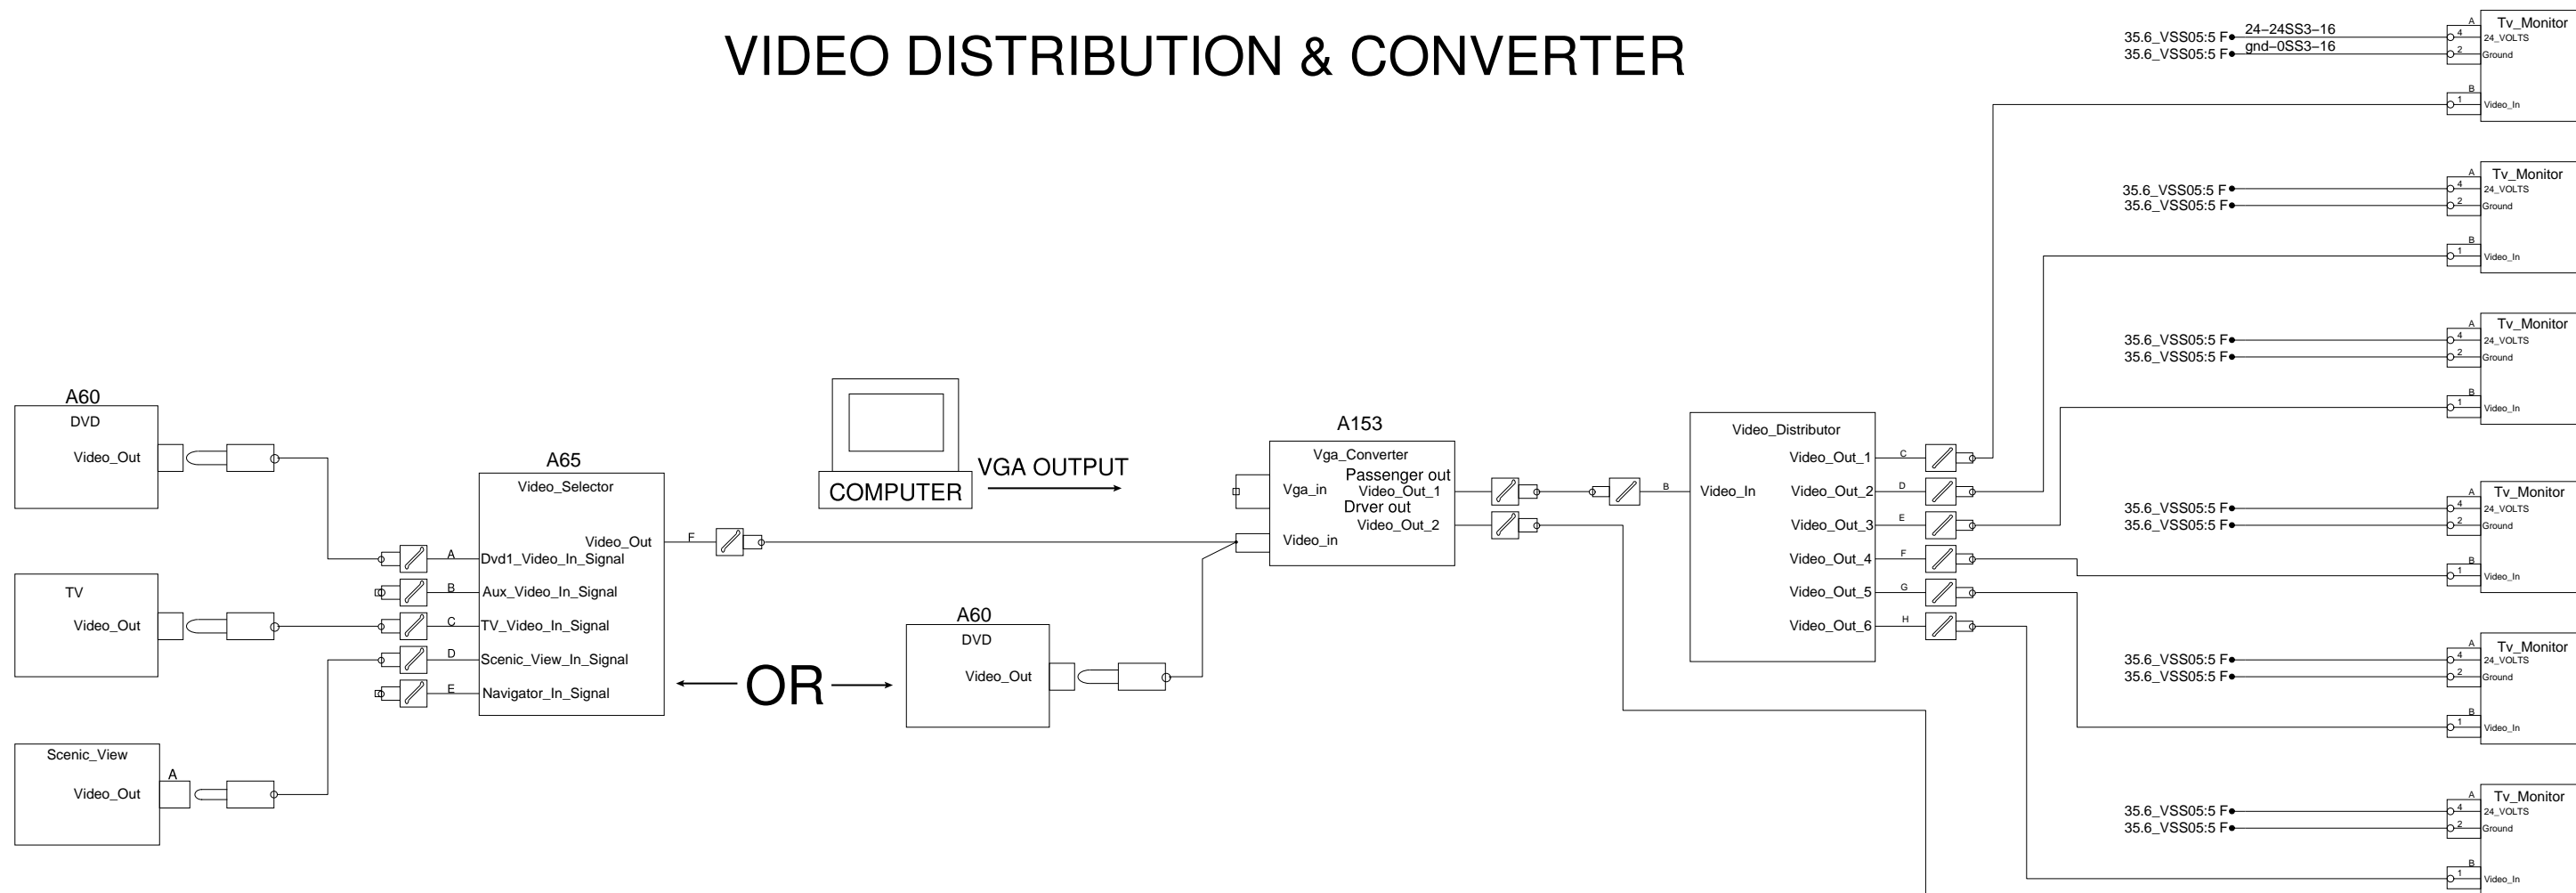 VIDEO DISTRIBUTION & CONVERTER
A60
DVD
Video_Out
TV
Video_Out
Scenic_View
A
Video_Out
A65
Video_Selector
Video_Out
F
A
Dvd1_Video_In_Signal
B
Aux_Video_In_Signal
C
TV_Video_In_Signal
D
Scenic_View_In_Signal
E
Navigator_In_Signal
COMPUTER
VGA OUTPUT
OR
A60
DVD
Video_Out
A153
Vga_Converter
Passenger out
Vga_in
Video_Out_1
Drver out
Video_Out_2
Video_in
Video_Distributor
B
Video_In
Video_Out_1
C
Video_Out_2
D
Video_Out_3
E
Video_Out_4
F
Video_Out_5
G
Video_Out_6
H
A
Tv_Monitor
35.6_VSS05:5 F
24–24SS3–16
4
24_VOLTS
35.6_VSS05:5 F
gnd–0SS3–16
2
Ground
B
1
Video_In
A
Tv_Monitor
35.6_VSS05:5 F
4
24_VOLTS
35.6_VSS05:5 F
2
Ground
B
1
Video_In
A
Tv_Monitor
35.6_VSS05:5 F
4
24_VOLTS
35.6_VSS05:5 F
2
Ground
B
1
Video_In
A
Tv_Monitor
35.6_VSS05:5 F
4
24_VOLTS
35.6_VSS05:5 F
2
Ground
B
1
Video_In
A
Tv_Monitor
35.6_VSS05:5 F
4
24_VOLTS
35.6_VSS05:5 F
2
Ground
B
1
Video_In
A
Tv_Monitor
35.6_VSS05:5 F
4
24_VOLTS
35.6_VSS05:5 F
2
Ground
B
1
Video_In